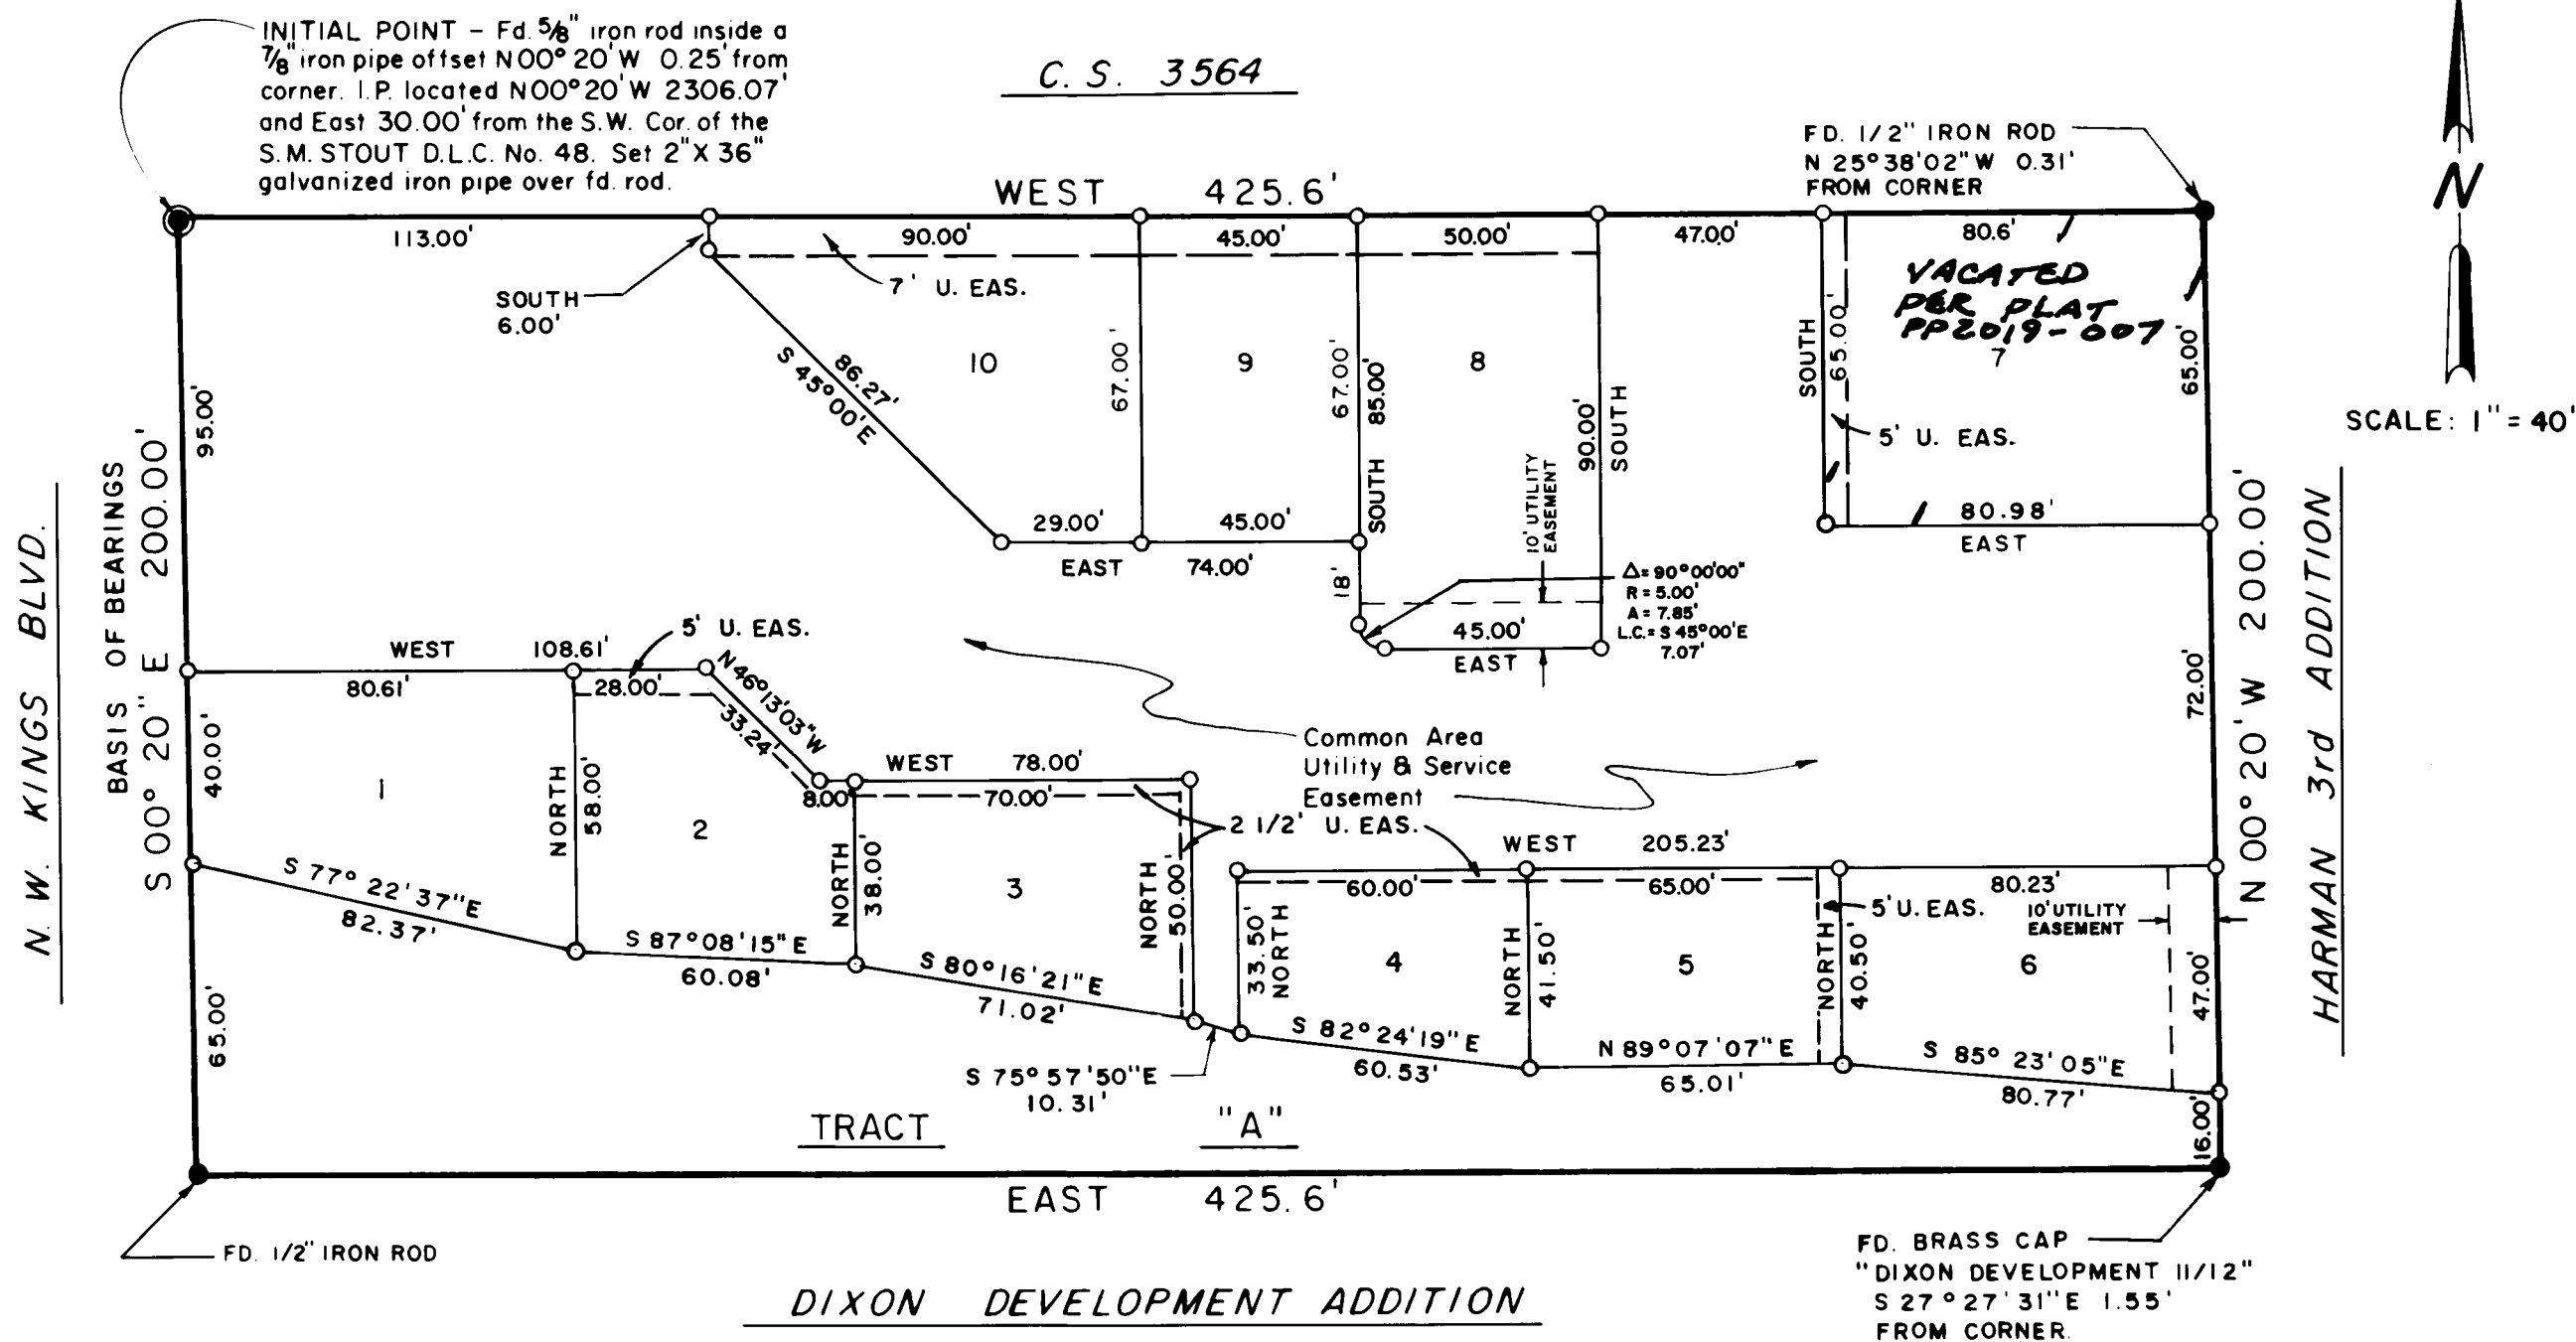 INITIAL POINT – Fd. 5/8" iron rod inside a
7/8" iron pipe offset N00° 20' W 0.25' from
corner. I.P. located N00° 20' W 2306.07'
and East 30.00' from the S.W. Cor. of the
S.M. STOUT D.L.C. No. 48. Set 2" X 36"
galvanized iron pipe over fd. rod.
C. S. 3564
FD. 1/2" IRON ROD
N 25° 38' 02" W 0.31'
FROM CORNER
N
SCALE: 1" = 40'
WEST 425.6'
113.00'
90.00'
45.00'
50.00'
47.00'
80.6'
SOUTH
6.00'
7' U. EAS.
VACATED
PER PLAT
PP2019-007
7
86.27'
S 45° 00' E
10
67.00'
9
67.00'
SOUTH 85.00'
8
90.00'
SOUTH
SOUTH
65.00'
5' U. EAS.
65.00'
80.98'
EAST
95.00'
29.00'
45.00'
EAST 74.00'
18'
10' UTILITY
EASEMENT
Δ= 90° 00' 00"
R = 5.00'
A = 7.85'
L.C.= S 45° 00' E
7.07'
45.00'
EAST
N. W. KINGS BLVD.
BASIS OF BEARINGS
S 00° 20' E 200.00'
N 00° 20' W 200.00'
HARMAN 3rd ADDITION
72.00'
WEST 108.61'
5' U. EAS.
80.61'
28.00'
N 46° 13' 03" W
33.24'
40.00'
1
NORTH
58.00'
2
8.00'
WEST 78.00'
70.00'
Common Area
Utility & Service
Easement
2 1/2' U. EAS.
NORTH
38.00'
3
NORTH
50.00'
WEST 205.23'
60.00'
65.00'
80.23'
5' U. EAS.
10' UTILITY
EASEMENT
33.50'
NORTH
4
NORTH
41.50'
5
NORTH
40.50'
6
47.00'
S 77° 22' 37" E
82.37'
S 87° 08' 15" E
60.08'
S 80° 16' 21" E
71.02'
S 75° 57' 50" E
10.31'
S 82° 24' 19" E
60.53'
N 89° 07' 07" E
65.01'
S 85° 23' 05" E
80.77'
65.00'
16.00'
TRACT "A"
EAST 425.6'
FD. 1/2" IRON ROD
FD. BRASS CAP
"DIXON DEVELOPMENT 11/12"
S 27° 27' 31" E 1.55'
FROM CORNER.
DIXON DEVELOPMENT ADDITION